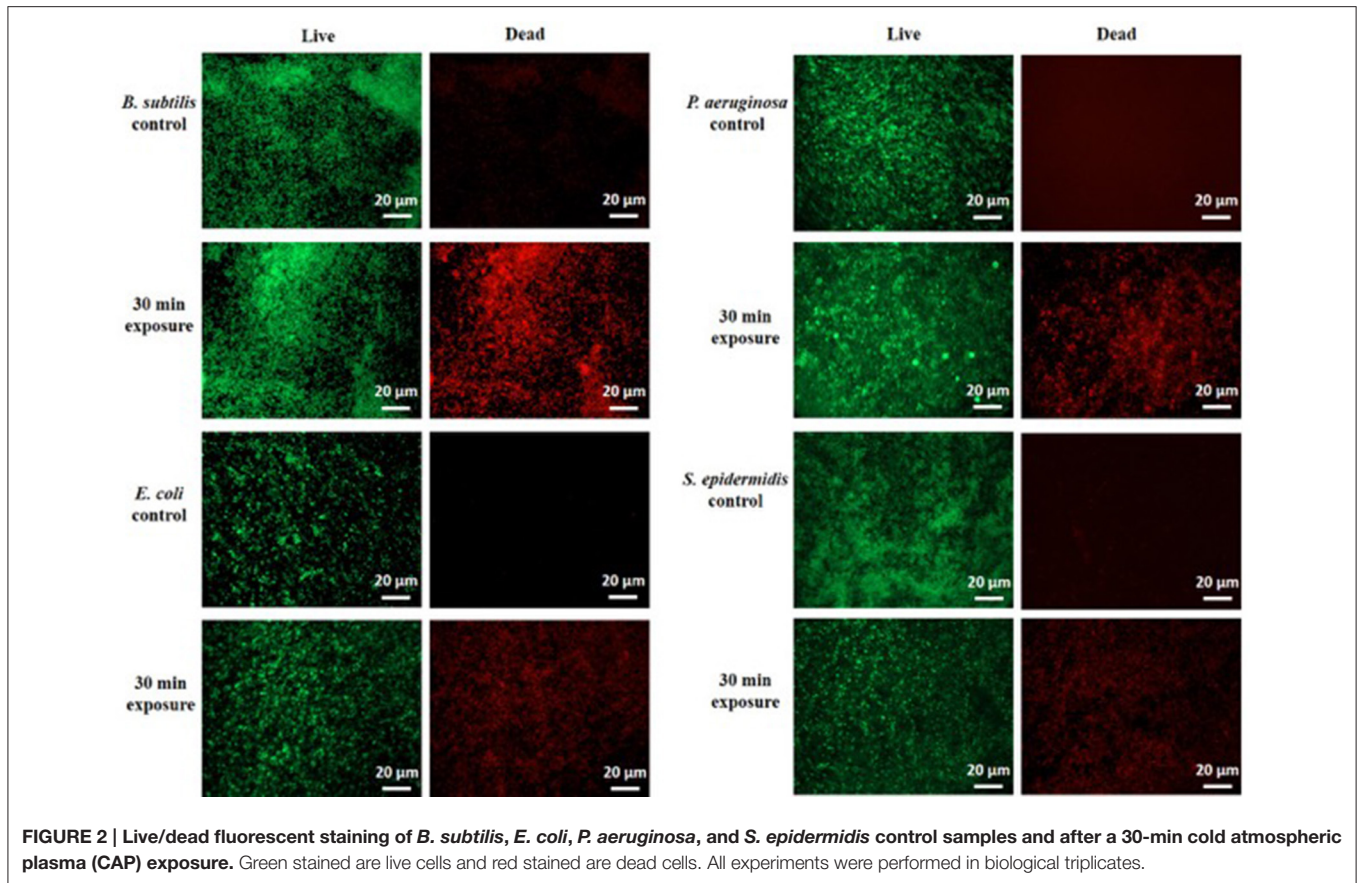 Live Dead
B. subtilis
control
20 µm 20 µm
30 min
exposure
20 µm 20 µm
E. coli
control
20 µm 20 µm
30 min
exposure
20 µm 20 µm
Live Dead
P. aeruginosa
control
20 µm 20 µm
30 min
exposure
20 µm 20 µm
S. epidermidis
control
20 µm 20 µm
30 min
exposure
20 µm 20 µm
FIGURE 2 | Live/dead fluorescent staining of B. subtilis, E. coli, P. aeruginosa, and S. epidermidis control samples and after a 30-min cold atmospheric
plasma (CAP) exposure. Green stained are live cells and red stained are dead cells. All experiments were performed in biological triplicates.